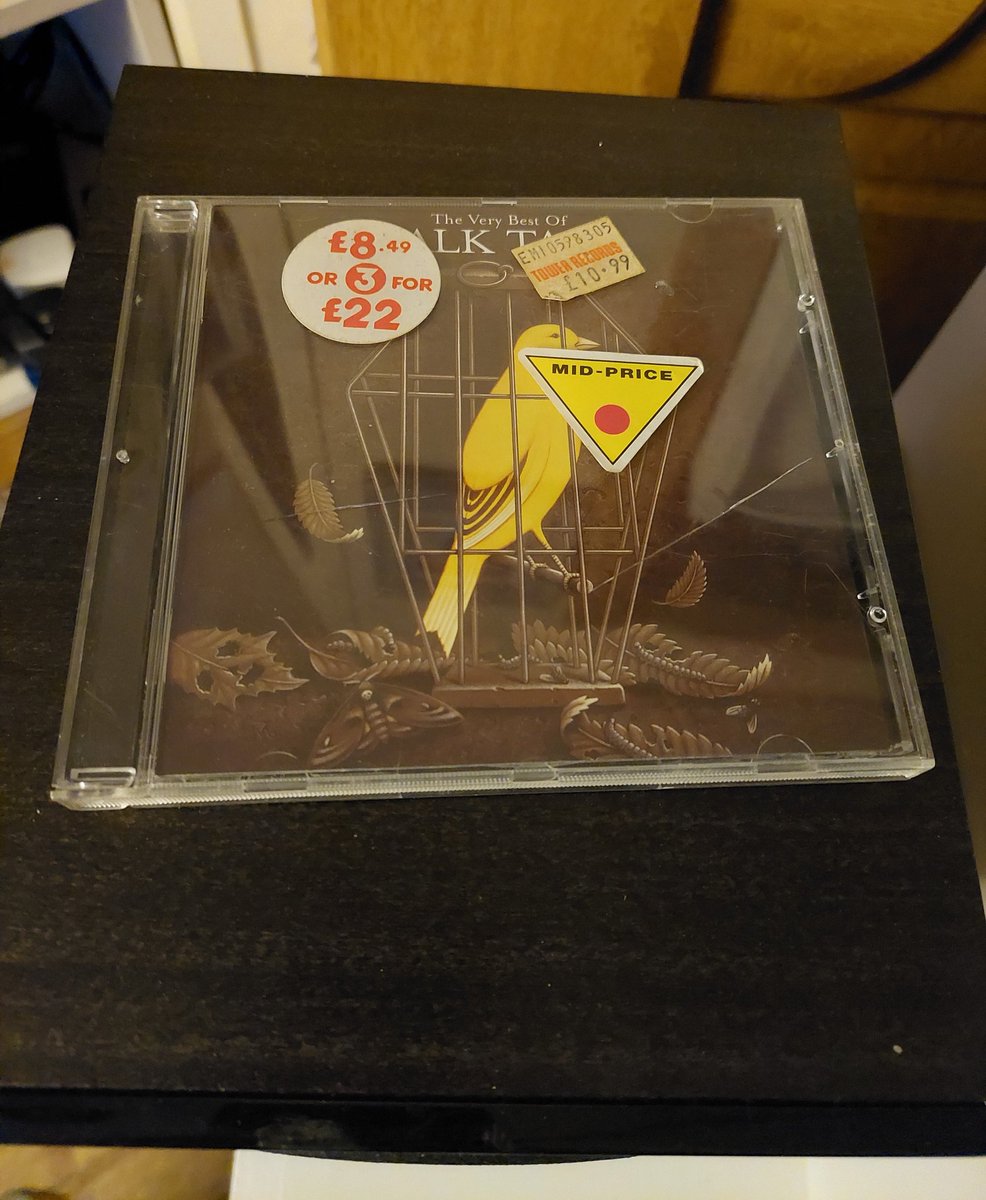 The Very Best Of
ALK TA
£8.49
OR 3 FOR
£22
EMI0578305
TOWER RECORDS
£10.99
MID-PRICE